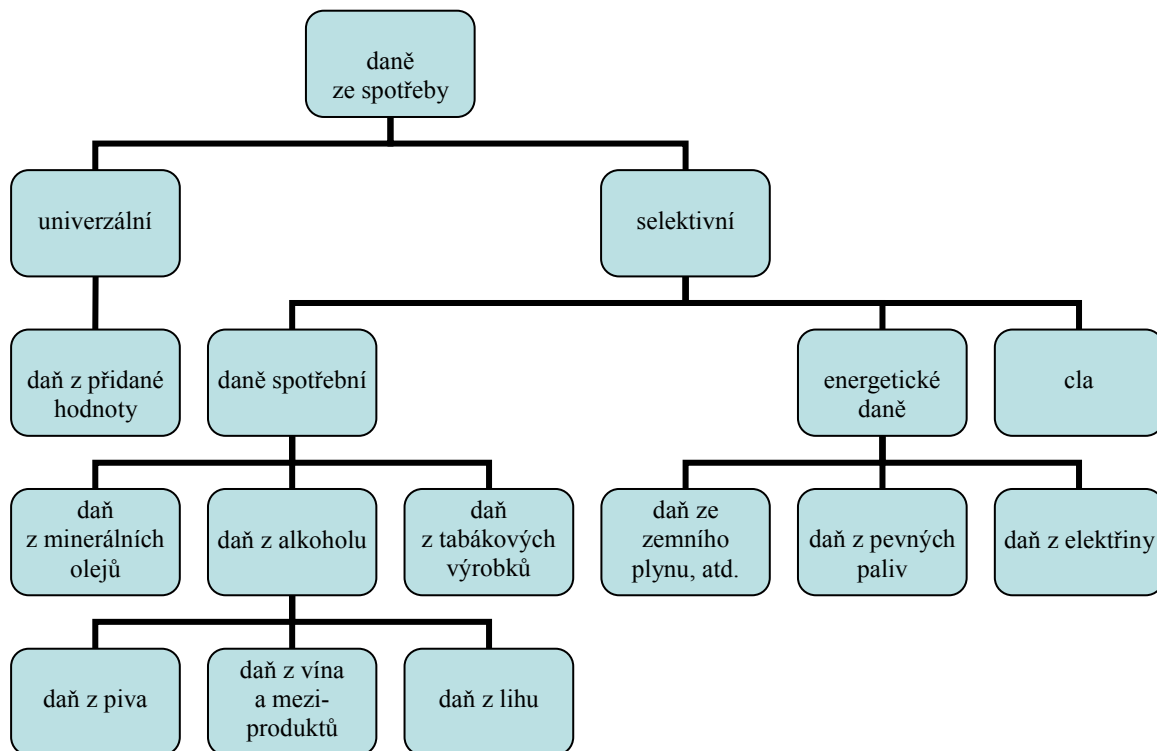 daně
ze spotřeby
univerzální
selektivní
daň z přidané
hodnoty
daně spotřební
energetické
daně
cla
daň
z minerálních
olejů
daň z alkoholu
daň
z tabákových
výrobků
daň ze
zemního
plynu, atd.
daň z pevných
paliv
daň z elektřiny
daň z piva
daň z vína
a mezi-
produktů
daň z lihu